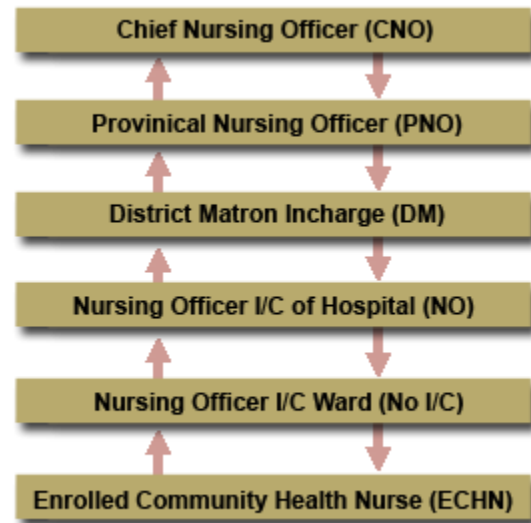 Chief Nursing Officer (CNO)
Provinical Nursing Officer (PNO)
District Matron Incharge (DM)
Nursing Officer I/C of Hospital (NO)
Nursing Officer I/C Ward (No I/C)
Enrolled Community Health Nurse (ECHN)